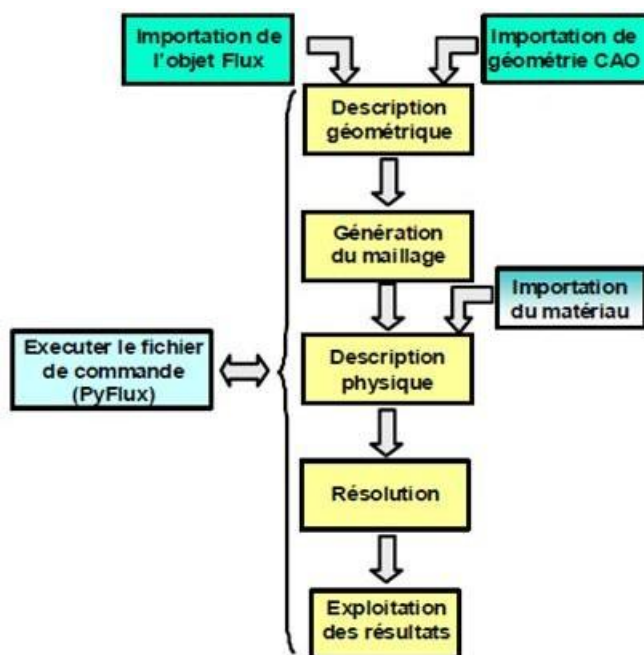 Importation de
l'objet Flux
Importation de
géométrie CAO
Description
géométrique
Génération
du maillage
Importation
du matériau
Executer le fichier
de commande
(PyFlux)
Description
physique
Résolution
Exploitation
des résultats